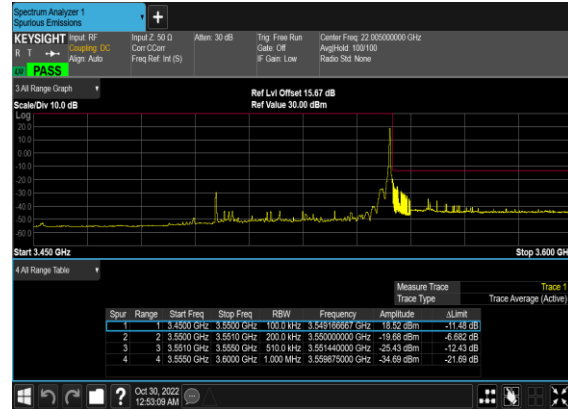 Spectrum Analyzer 1
Spurious Emissions
+
KEYSIGHT Input: RF Input Z: 50 Ω Atten: 30 dB Trig: Free Run Center Freq: 22.005000000 GHz
R T Coupling: DC Corr CCorr Gate: Off Avg|Hold: 100/100
Align: Auto Freq Ref: Int (S) IF Gain: Low Radio Std: None
PASS
3 All Range Graph Ref Lvl Offset 15.67 dB
Scale/Div 10.0 dB Ref Value 30.00 dBm
Log
20.0
10.0
0.00
-10.0
-20.0
-30.0
-40.0
-50.0
-60.0
Start 3.450 GHz Stop 3.600 GH
4 All Range Table
Measure Trace Trace 1
Trace Type Trace Average (Active)
Spur Range Start Freq Stop Freq RBW Frequency Amplitude ΔLimit
1 1 3.4500 GHz 3.5500 GHz 100.0 kHz 3.549166667 GHz 18.52 dBm -11.48 dB
2 2 3.5500 GHz 3.5510 GHz 200.0 kHz 3.550000000 GHz -19.68 dBm -6.682 dB
3 3 3.5510 GHz 3.5550 GHz 510.0 kHz 3.551440000 GHz -25.43 dBm -12.43 dB
4 4 3.5550 GHz 3.6000 GHz 1.000 MHz 3.559875000 GHz -34.69 dBm -21.69 dB
? Oct 30, 2022
12:53:09 AM